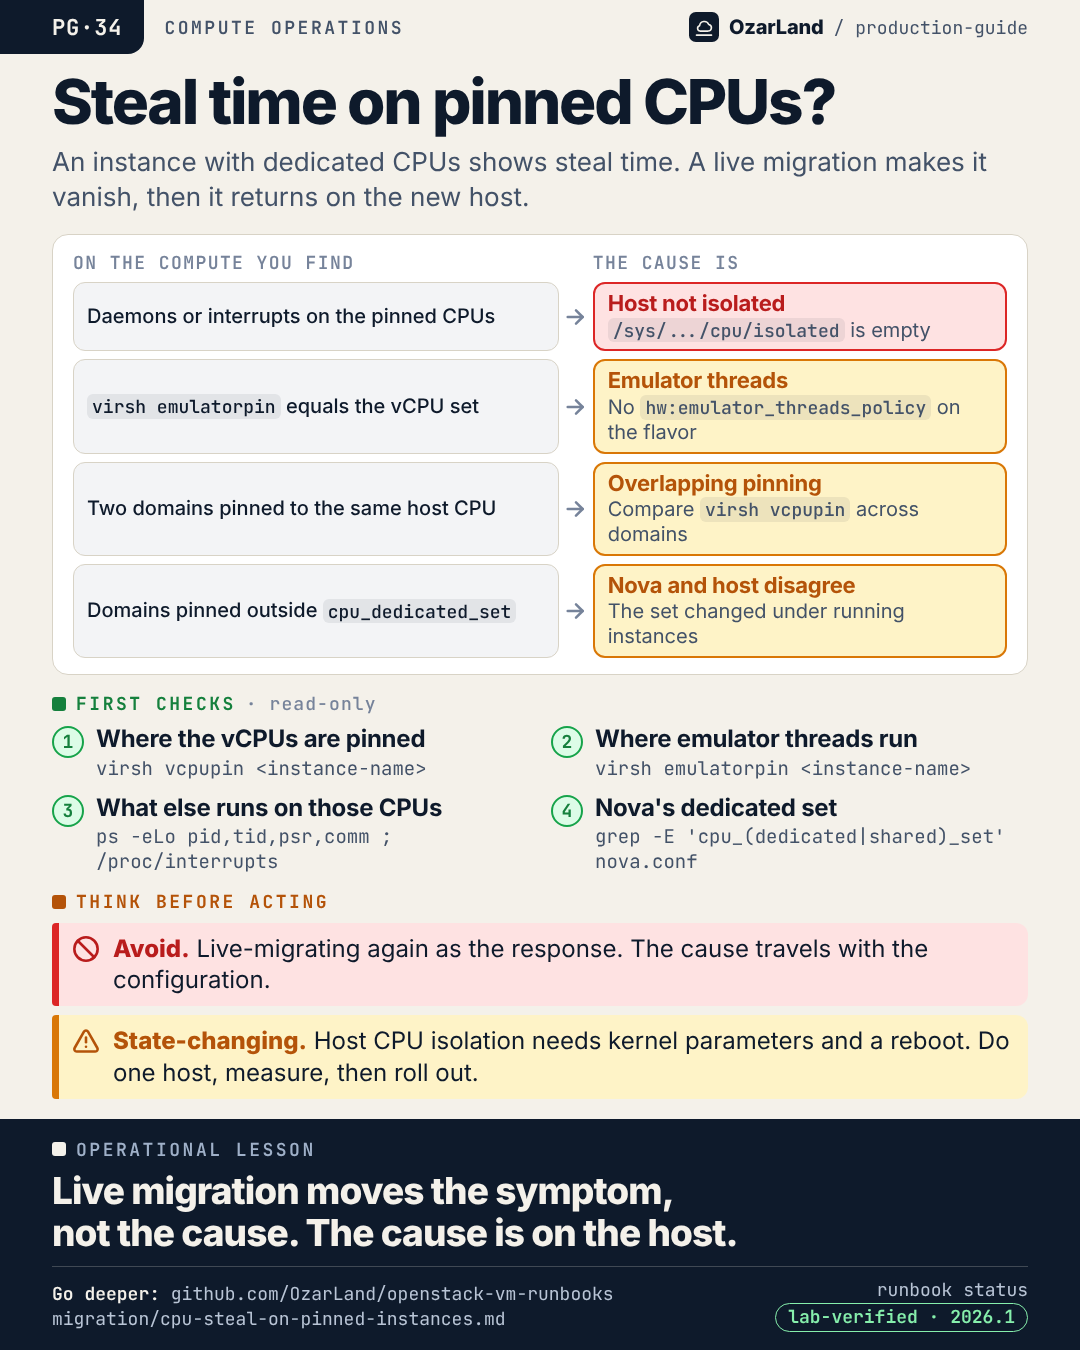 PG·34 COMPUTE OPERATIONS OzarLand / production-guide
Steal time on pinned CPUs?
An instance with dedicated CPUs shows steal time. A live migration makes it
vanish, then it returns on the new host.
ON THE COMPUTE YOU FIND THE CAUSE IS
Daemons or interrupts on the pinned CPUs → Host not isolated
/sys/.../cpu/isolated is empty
virsh emulatorpin equals the vCPU set → Emulator threads
No hw:emulator_threads_policy on
the flavor
Two domains pinned to the same host CPU → Overlapping pinning
Compare virsh vcpupin across
domains
Domains pinned outside cpu_dedicated_set → Nova and host disagree
The set changed under running
instances
FIRST CHECKS · read-only
1 Where the vCPUs are pinned
virsh vcpupin <instance-name>
2 Where emulator threads run
virsh emulatorpin <instance-name>
3 What else runs on those CPUs
ps -eLo pid,tid,psr,comm ;
/proc/interrupts
4 Nova's dedicated set
grep -E 'cpu_(dedicated|shared)_set'
nova.conf
THINK BEFORE ACTING
Avoid. Live-migrating again as the response. The cause travels with the
configuration.
State-changing. Host CPU isolation needs kernel parameters and a reboot. Do
one host, measure, then roll out.
OPERATIONAL LESSON
Live migration moves the symptom,
not the cause. The cause is on the host.
Go deeper: github.com/OzarLand/openstack-vm-runbooks
migration/cpu-steal-on-pinned-instances.md
runbook status
lab-verified · 2026.1